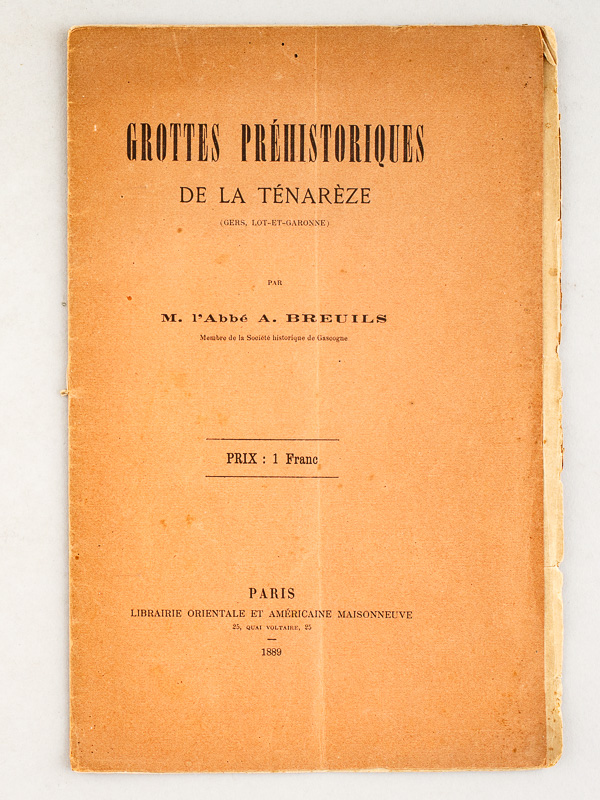 GROTTES PRÉHISTORIQUES
DE LA TÉNARÈZE
(GERS, LOT-ET-GARONNE)
PAR
M. l'Abbé A. BREUILS
Membre de la Société historique de Gascogne
PRIX : 1 Franc
PARIS
LIBRAIRIE ORIENTALE ET AMÉRICAINE MAISONNEUVE
25, QUAI VOLTAIRE, 25
1889